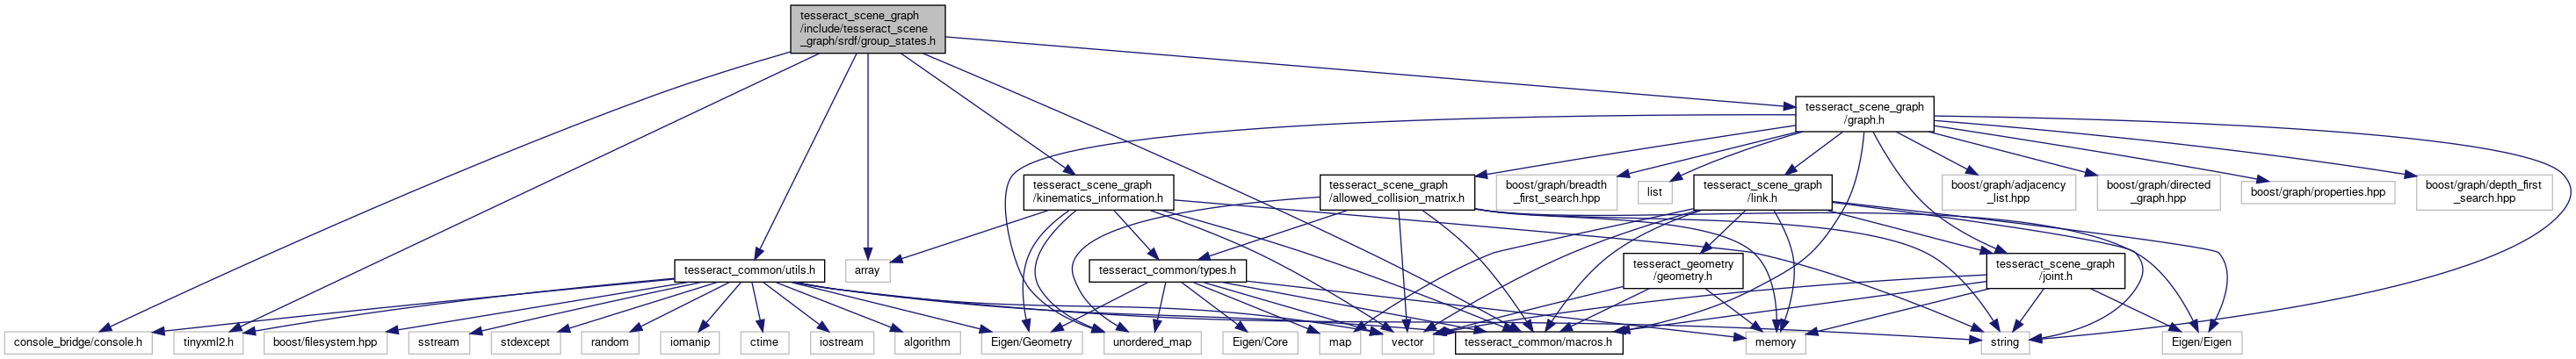 tesseract_scene_graph
/include/tesseract_scene
_graph/srdf/group_states.h
tesseract_scene_graph
/graph.h
tesseract_scene_graph
/kinematics_information.h
tesseract_scene_graph
/allowed_collision_matrix.h
boost/graph/breadth
_first_search.hpp
list
tesseract_scene_graph
/link.h
boost/graph/adjacency
_list.hpp
boost/graph/directed
_graph.hpp
boost/graph/properties.hpp
boost/graph/depth_first
_search.hpp
tesseract_common/utils.h
array
tesseract_common/types.h
tesseract_geometry
/geometry.h
tesseract_scene_graph
/joint.h
console_bridge/console.h
tinyxml2.h
boost/filesystem.hpp
sstream
stdexcept
random
iomanip
ctime
iostream
algorithm
Eigen/Geometry
unordered_map
Eigen/Core
map
vector
tesseract_common/macros.h
memory
string
Eigen/Eigen